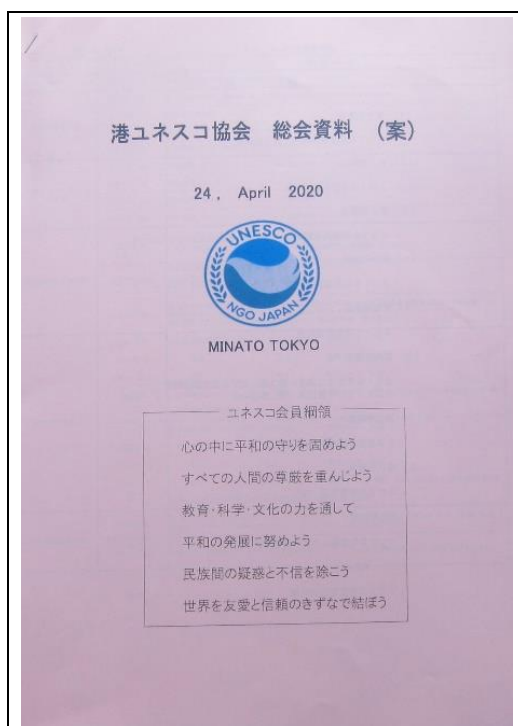 港ユネスコ協会 総会資料 (案)
24, April 2020
UNESCO
NGO JAPAN
MINATO TOKYO
ユネスコ会員綱領
心の中に平和の守りを固めよう
すべての人間の尊厳を重んじよう
教育・科学・文化の力を通して
平和の発展に努めよう
民族間の疑惑と不信を除こう
世界を友愛と信頼のきずなで結ぼう